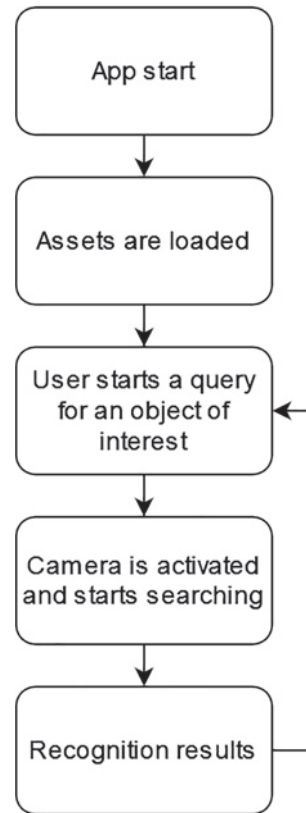 App start
Assets are loaded
User starts a query
for an object of
interest
Camera is activated
and starts searching
Recognition results